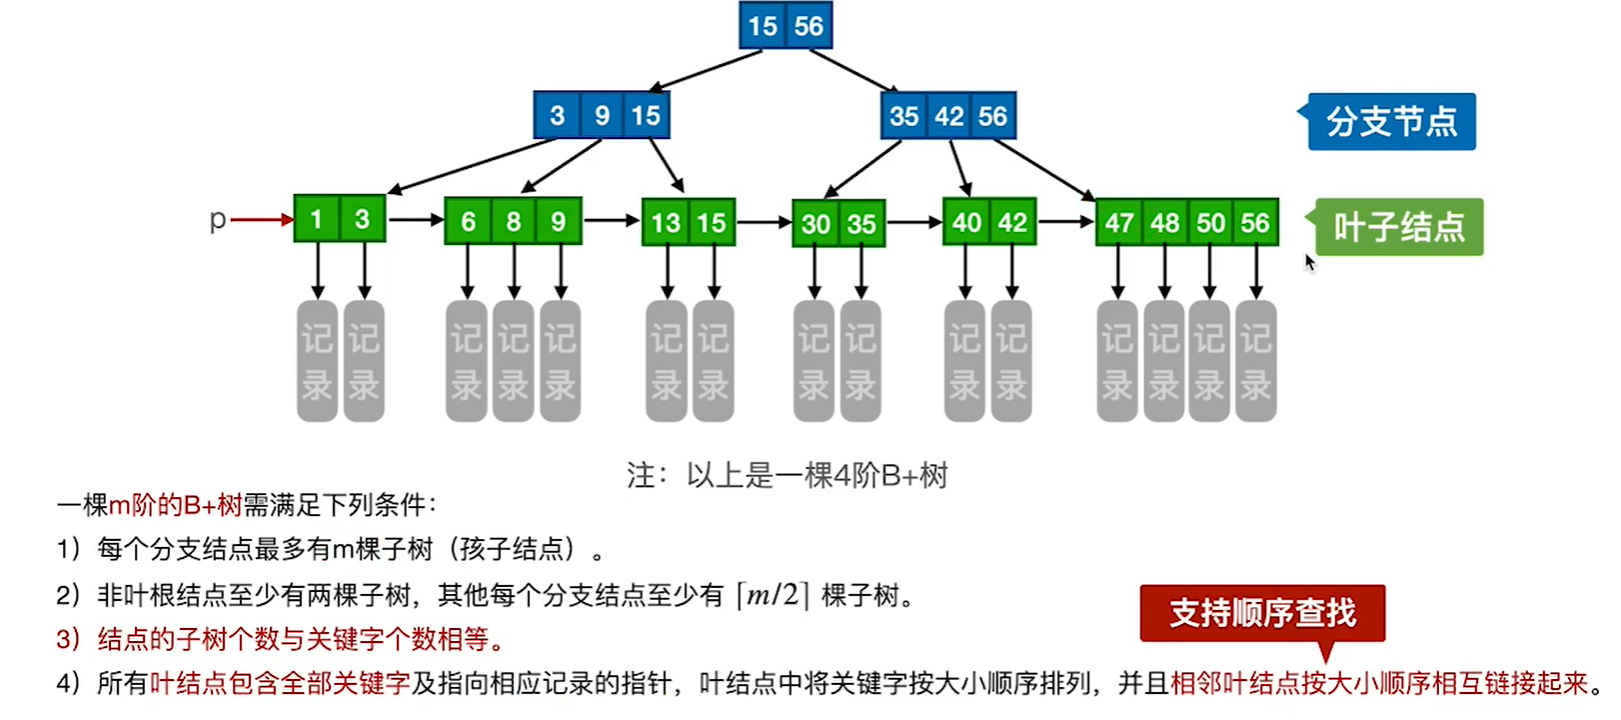 15 56
3 9 15 35 42 56 分支节点
p 1 3 6 8 9 13 15 30 35 40 42 47 48 50 56 叶子结点
记录 记录 记录 记录 记录 记录 记录 记录 记录 记录 记录 记录 记录 记录 记录
注：以上是一棵4阶B+树
一棵m阶的B+树需满足下列条件：
1）每个分支结点最多有m棵子树（孩子结点）。
2）非叶根结点至少有两棵子树，其他每个分支结点至少有 ⌈m/2⌉ 棵子树。
3）结点的子树个数与关键字个数相等。
支持顺序查找
4）所有叶结点包含全部关键字及指向相应记录的指针，叶结点中将关键字按大小顺序排列，并且相邻叶结点按大小顺序相互链接起来。